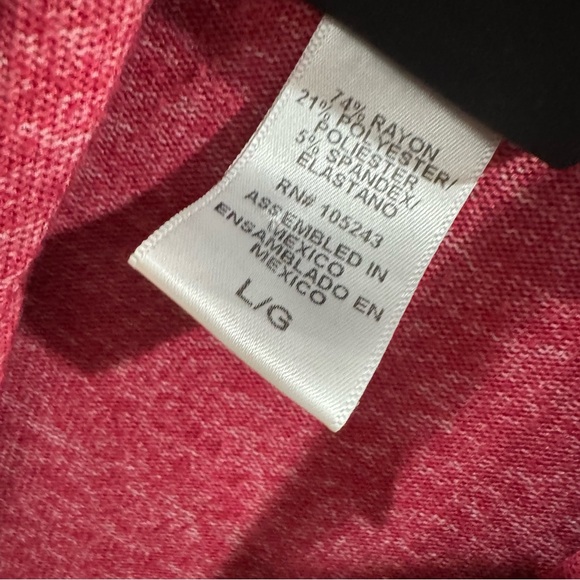 74% RAYON
21% POLYESTER/
POLIESTER
5% SPANDEX/
ELASTANO
RN# 105243
ASSEMBLED IN
MEXICO
ENSAMBLADO EN
MEXICO
L/G